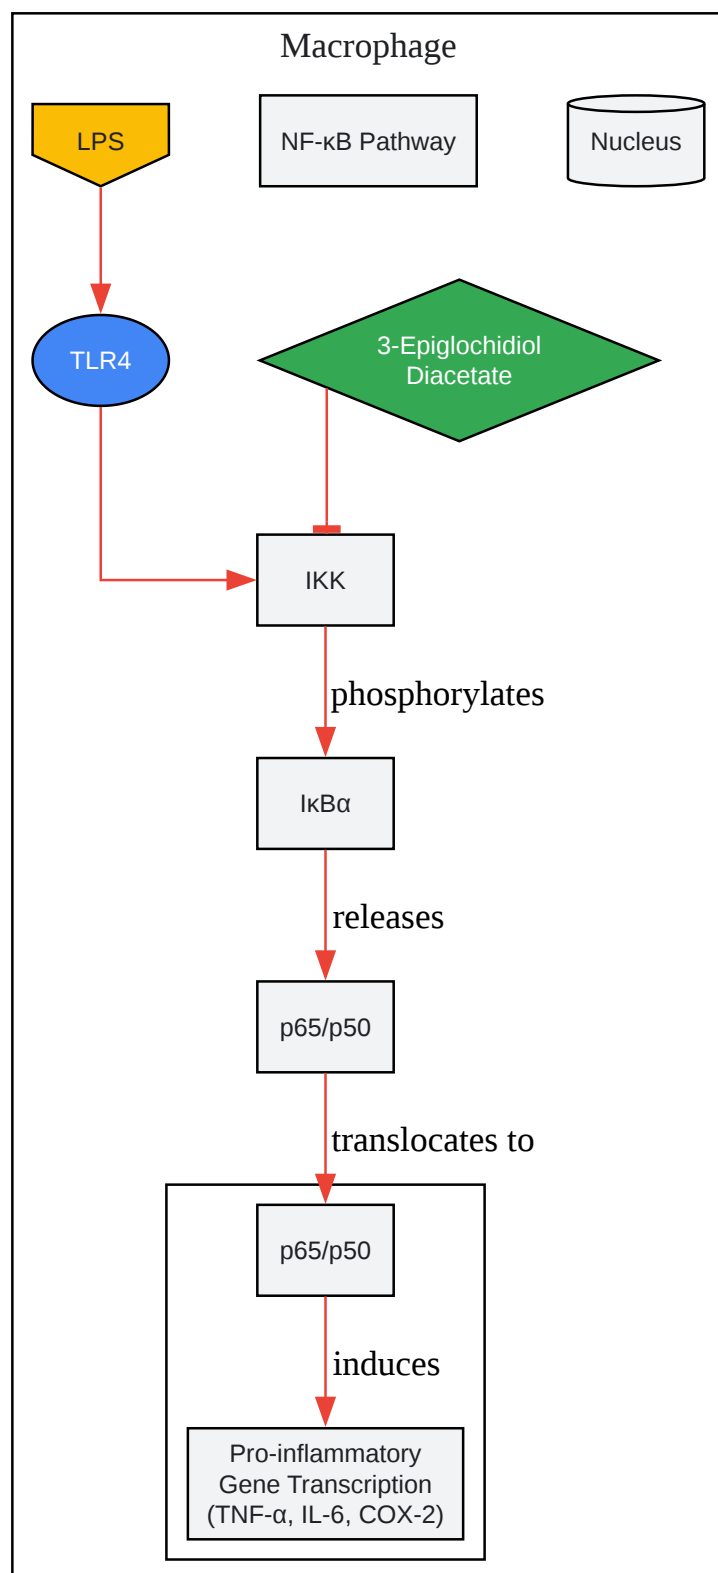 Macrophage
LPS
NF-κB Pathway
Nucleus
TLR4
3-Epiglochidiol
Diacetate
IKK
phosphorylates
IκBα
releases
p65/p50
translocates to
p65/p50
induces
Pro-inflammatory
Gene Transcription
(TNF-α, IL-6, COX-2)